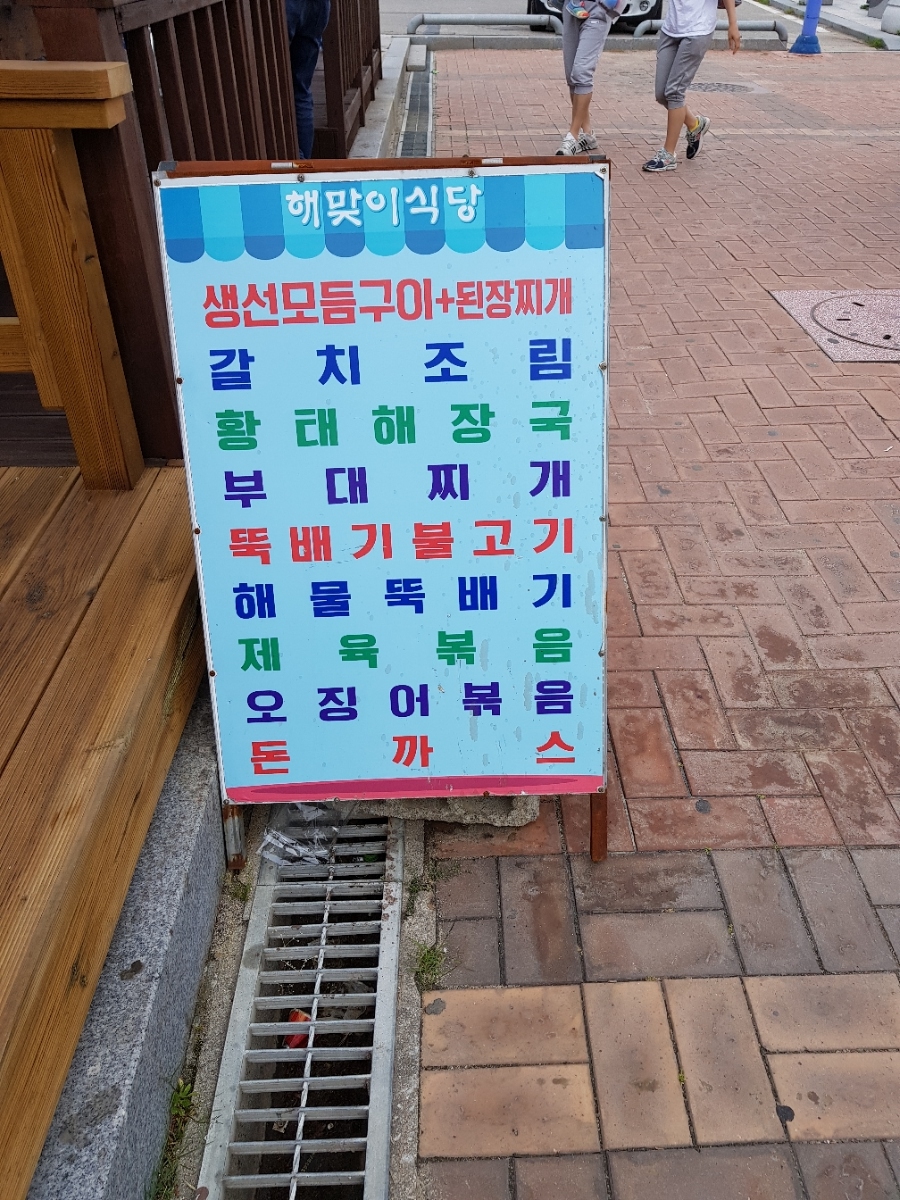 해맞이식당
생선모듬구이+된장찌개
갈치조림
황태해장국
부대찌개
뚝배기불고기
해물뚝배기
제육볶음
오징어볶음
돈까스